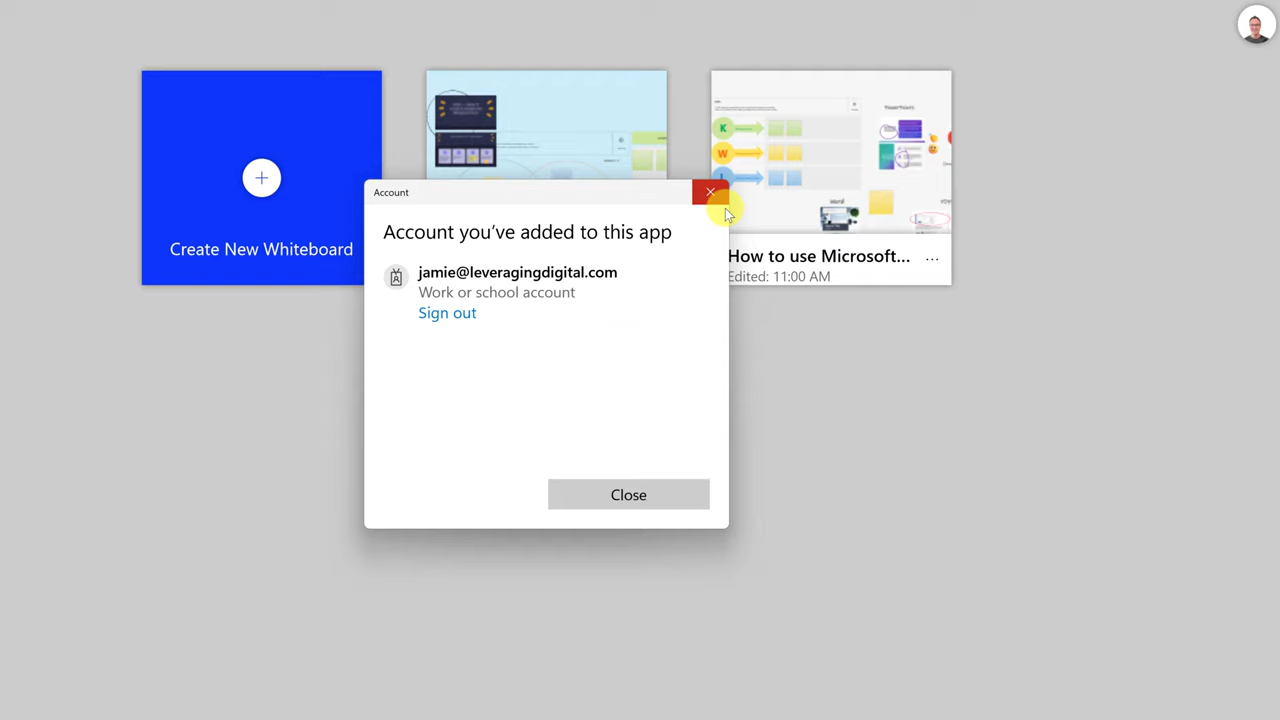 Create New Whiteboard
K
W
Word
How to use Microsoft...
...
Edited: 11:00 AM
Account
Account you've added to this app
jamie@leveragingdigital.com
Work or school account
Sign out
Close